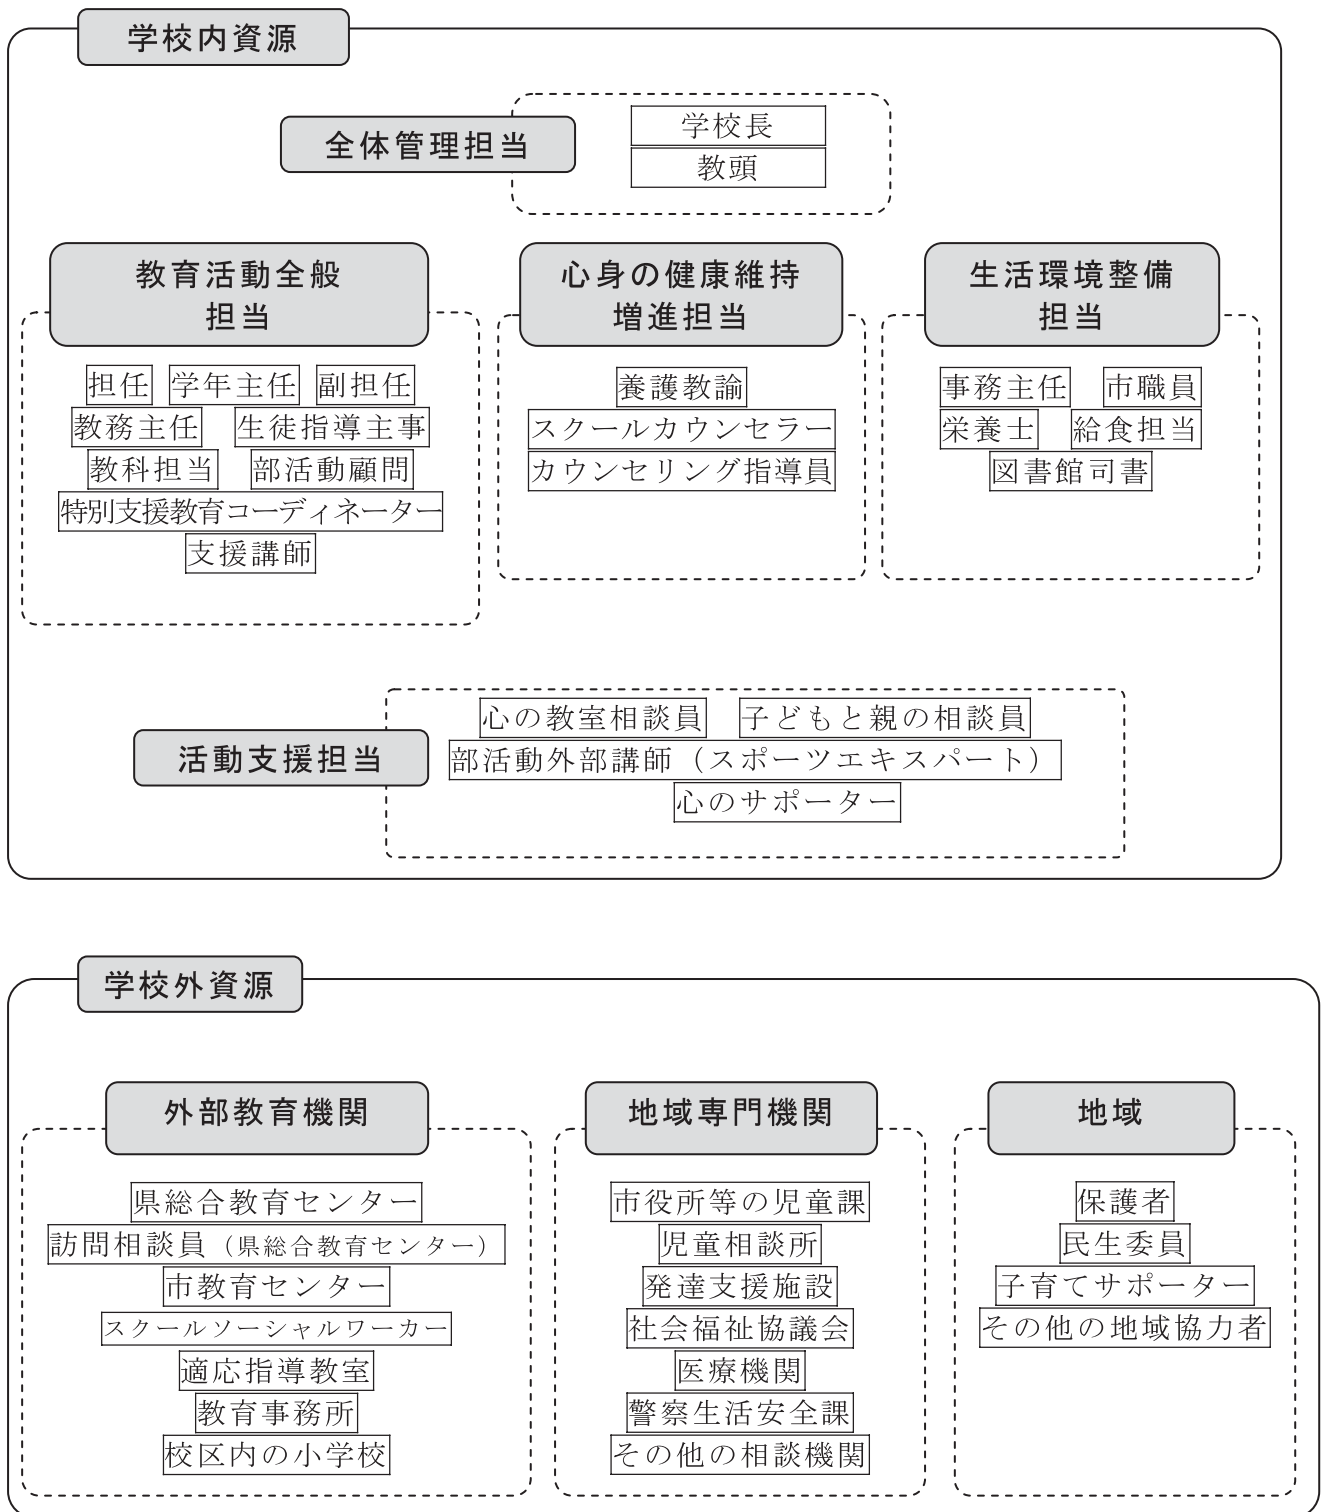 学校内資源
全体管理担当
学校長
教頭
教育活動全般
担当
担任 学年主任 副担任
教務主任 生徒指導主事
教科担当 部活動顧問
特別支援教育コーディネーター
支援講師
心身の健康維持
増進担当
養護教諭
スクールカウンセラー
カウンセリング指導員
生活環境整備
担当
事務主任 市職員
栄養士 給食担当
図書館司書
活動支援担当
心の教室相談員 子どもと親の相談員
部活動外部講師（スポーツエキスパート）
心のサポーター
学校外資源
外部教育機関
県総合教育センター
訪問相談員（県総合教育センター）
市教育センター
スクールソーシャルワーカー
適応指導教室
教育事務所
校区内の小学校
地域専門機関
市役所等の児童課
児童相談所
発達支援施設
社会福祉協議会
医療機関
警察生活安全課
その他の相談機関
地域
保護者
民生委員
子育てサポーター
その他の地域協力者